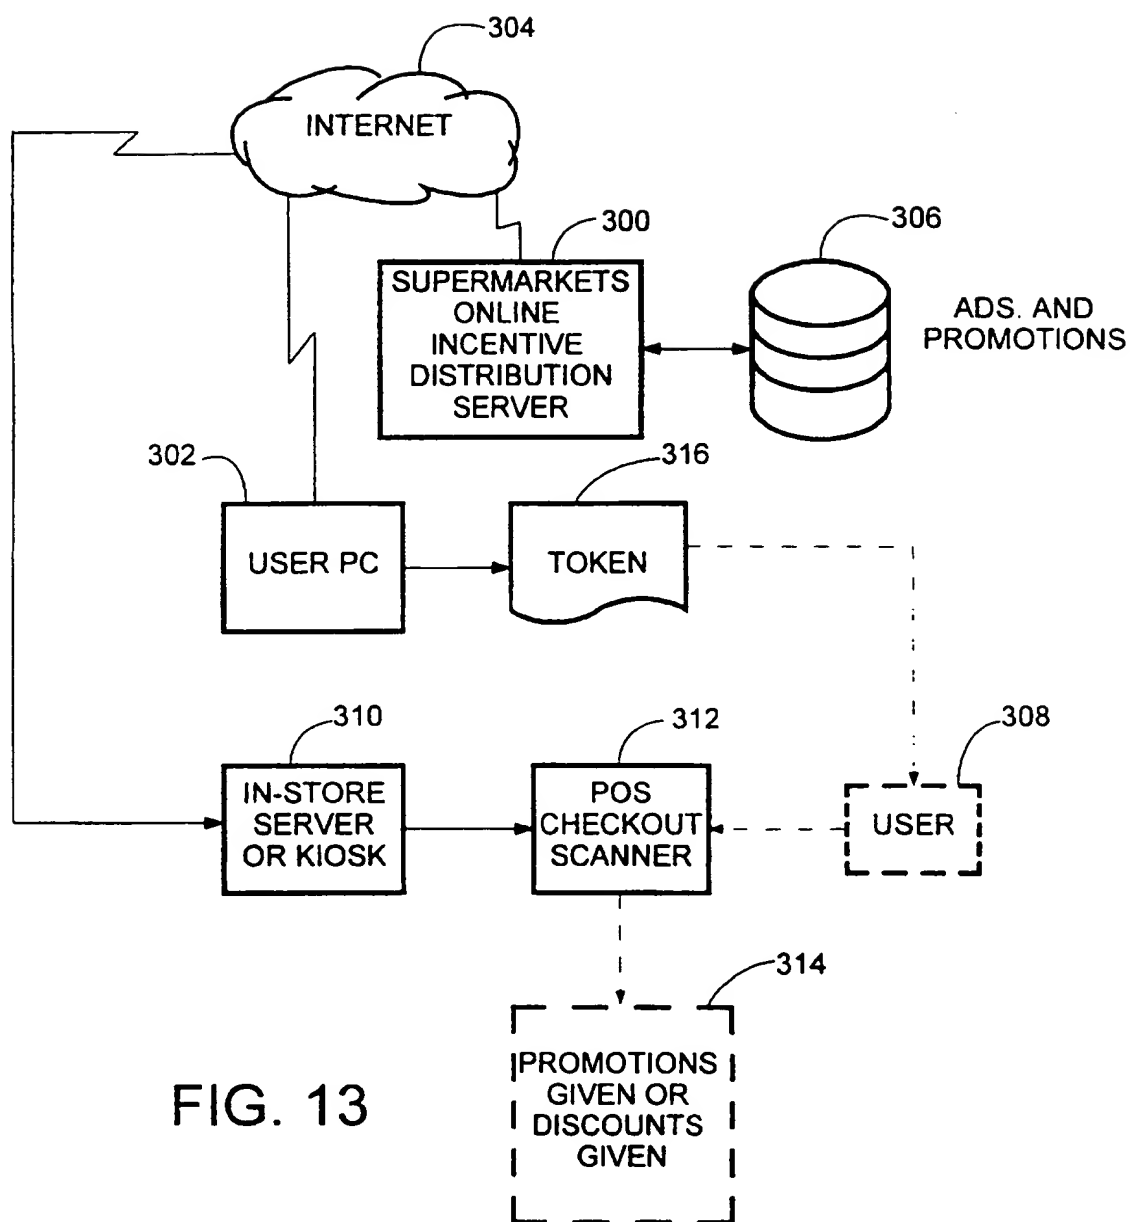 304
INTERNET
300
306
SUPERMARKETS
ONLINE
INCENTIVE
DISTRIBUTION
SERVER
ADS. AND
PROMOTIONS
302
316
USER PC
TOKEN
310
312
308
IN-STORE
SERVER
OR KIOSK
POS
CHECKOUT
SCANNER
USER
314
PROMOTIONS
GIVEN OR
DISCOUNTS
GIVEN
FIG. 13